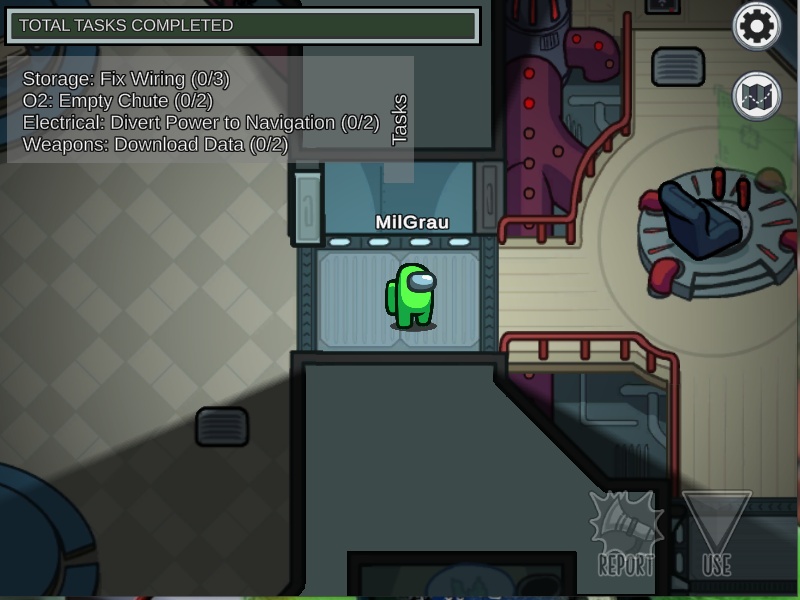 TOTAL TASKS COMPLETED
Storage: Fix Wiring (0/3)
O2: Empty Chute (0/2)
Electrical: Divert Power to Navigation (0/2)
Weapons: Download Data (0/2)
Tasks
MilGrau
REPORT
USE